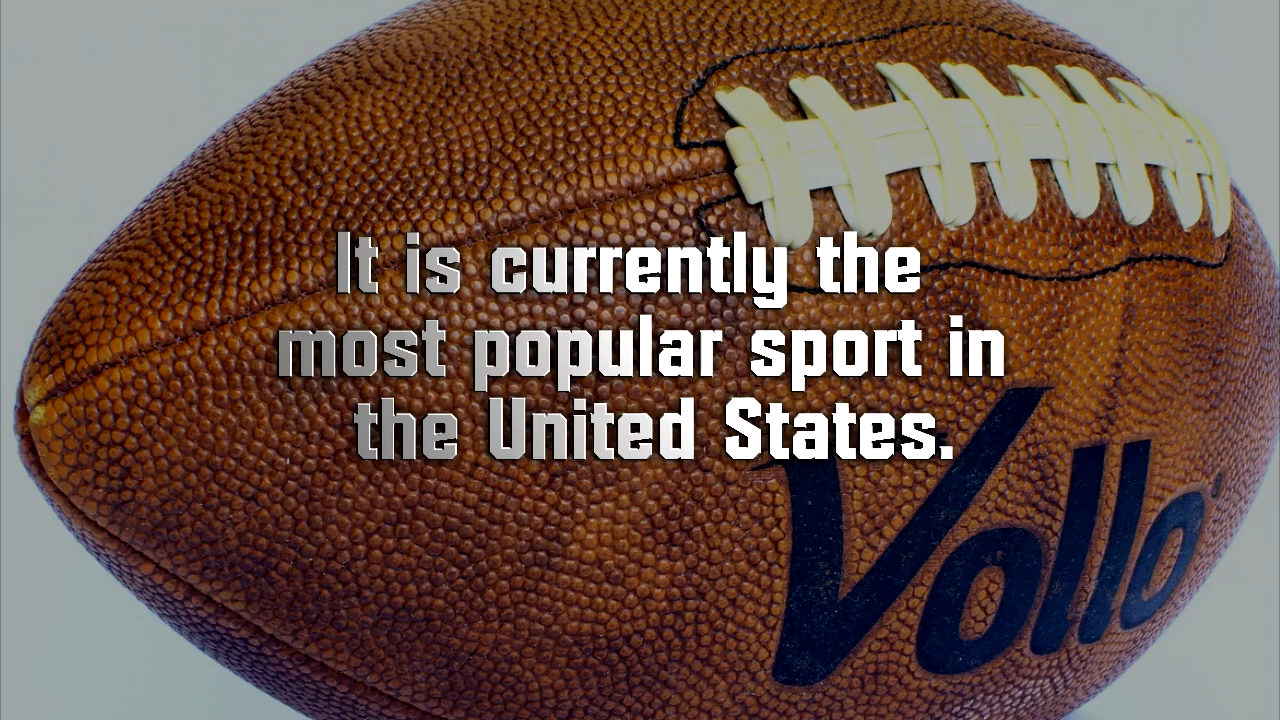 It is currently the
most popular sport in
the United States.
Vollo